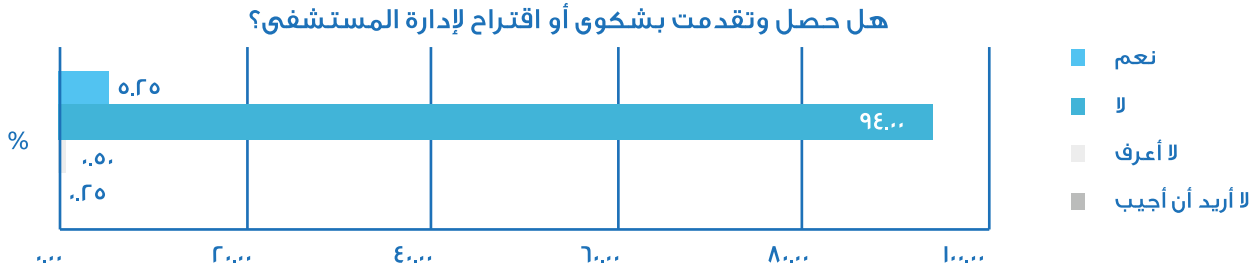 هل حصل وتقدمت بشكوى أو اقتراح لإدارة المستشفى؟
نعم
لا
لا أعرف
لا أريد أن أجيب
٥.٢٥
٩٤.٠٠
٠.٥٠
٠.٢٥
%
٠.٠٠ ٢٠.٠٠ ٤٠.٠٠ ٦٠.٠٠ ٨٠.٠٠ ١٠٠.٠٠